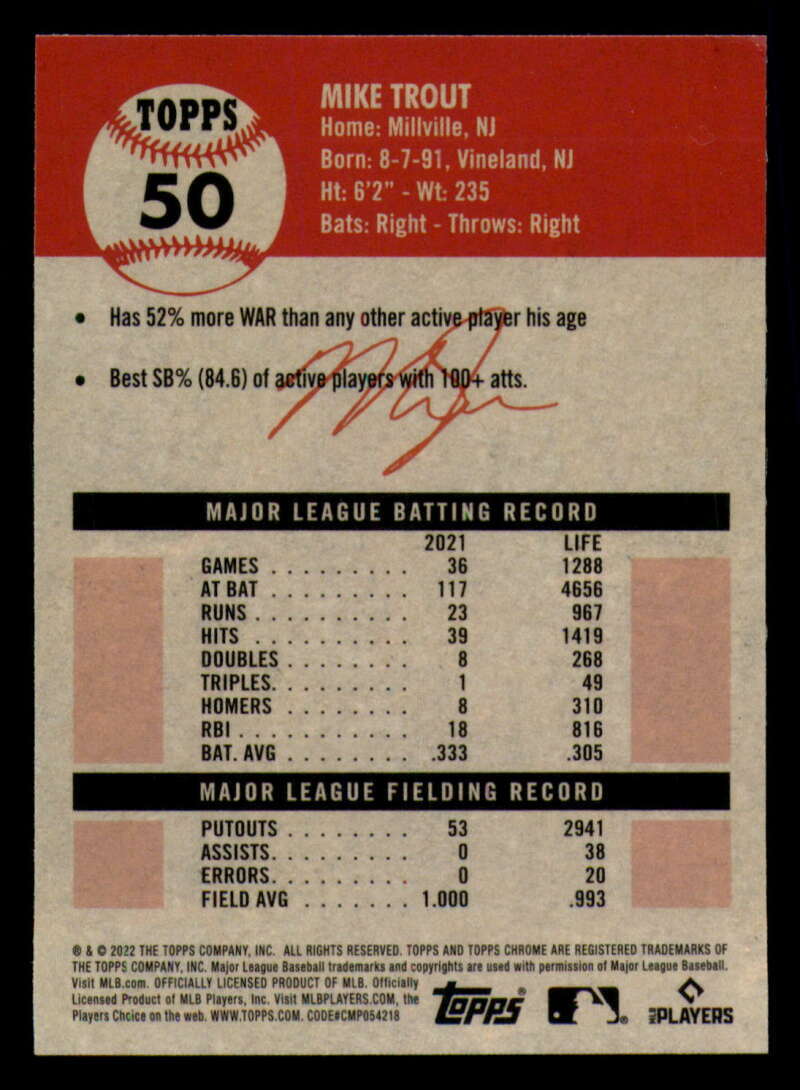 TOPPS
50
MIKE TROUT
Home: Millville, NJ
Born: 8-7-91, Vineland, NJ
Ht: 6'2" - Wt: 235
Bats: Right - Throws: Right
• Has 52% more WAR than any other active player his age
• Best SB% (84.6) of active players with 100+ atts.
MAJOR LEAGUE BATTING RECORD
2021 LIFE
GAMES . . . . . . . . . 36 1288
AT BAT . . . . . . . . . 117 4656
RUNS . . . . . . . . . . 23 967
HITS . . . . . . . . . . 39 1419
DOUBLES . . . . . . . . 8 268
TRIPLES. . . . . . . . . 1 49
HOMERS . . . . . . . . 8 310
RBI . . . . . . . . . . . 18 816
BAT. AVG . . . . . . . . .333 .305
MAJOR LEAGUE FIELDING RECORD
PUTOUTS . . . . . . . . 53 2941
ASSISTS. . . . . . . . . 0 38
ERRORS. . . . . . . . . 0 20
FIELD AVG . . . . . . . 1.000 .993
® & © 2022 THE TOPPS COMPANY, INC. ALL RIGHTS RESERVED. TOPPS AND TOPPS CHROME ARE REGISTERED TRADEMARKS OF
THE TOPPS COMPANY, INC. Major League Baseball trademarks and copyrights are used with permission of Major League Baseball.
Visit MLB.com. OFFICIALLY LICENSED PRODUCT OF MLB. Officially
Licensed Product of MLB Players, Inc. Visit MLBPLAYERS.COM, the
Players Choice on the web. WWW.TOPPS.COM. CODE#CMP054218
Topps®
MLB PLAYERS